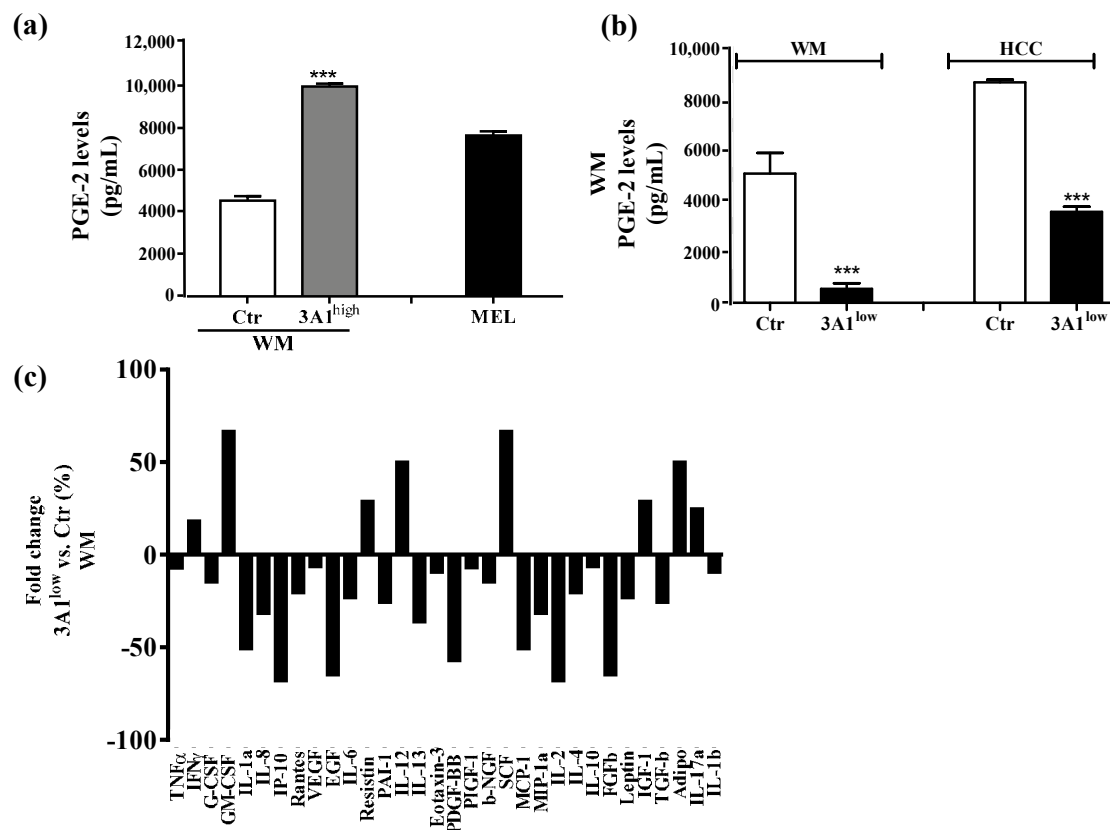 (a)
PGE-2 levels
(pg/mL)
12,000
10,000
8000
6000
4000
2000
0
***
Ctr
3A1high
MEL
WM
(b)
WM
PGE-2 levels
(pg/mL)
10,000
8000
6000
4000
2000
0
WM
HCC
***
***
Ctr
3A1low
Ctr
3A1low
(c)
Fold change
3A1low vs. Ctr (%)
WM
100
50
0
-50
-100
TNFα
IFNγ
G-CSF
GM-CSF
IL-1a
IL-8
IP-10
Rantes
VEGF
EGF
IL-6
Resistin
PAI-1
IL-12
IL-13
Eotaxin-3
PDGF-BB
PIGF-1
b-NGF
SCF
MCP-1
MIP-1a
IL-2
IL-4
IL-10
FGFb
Leptin
IGF-1
TGF-b
Adipo
IL-17a
IL-1b